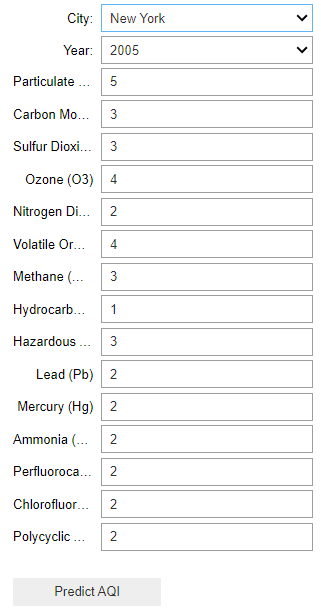 City: New York
Year: 2005
Particulate ... 5
Carbon Mo... 3
Sulfur Dioxi... 3
Ozone (O3) 4
Nitrogen Di... 2
Volatile Or... 4
Methane (... 3
Hydrocarb... 1
Hazardous ... 3
Lead (Pb) 2
Mercury (Hg) 2
Ammonia (... 2
Perfluoroca... 2
Chlorofluor... 2
Polycyclic ... 2
Predict AQI